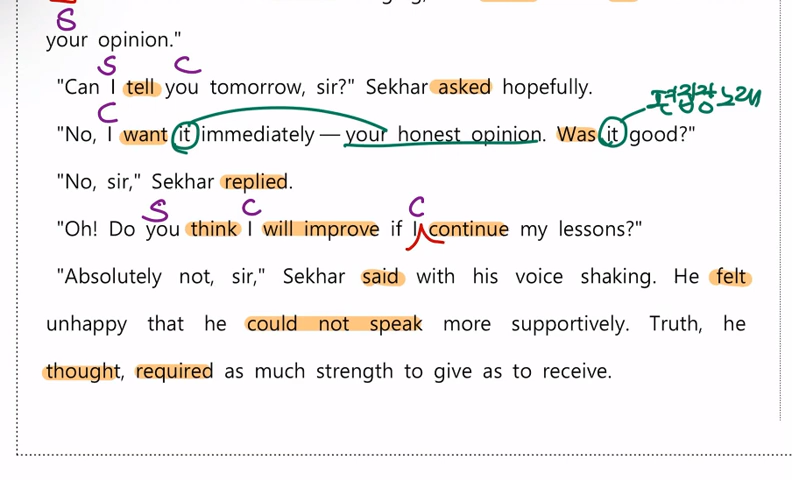 S
your opinion."
S C
"Can I tell you tomorrow, sir?" Sekhar asked hopefully.
편집장 노래
C
"No, I want it immediately — your honest opinion. Was it good?"
"No, sir," Sekhar replied.
S C C
"Oh! Do you think I will improve if I continue my lessons?"
"Absolutely not, sir," Sekhar said with his voice shaking. He felt
unhappy that he could not speak more supportively. Truth, he
thought, required as much strength to give as to receive.